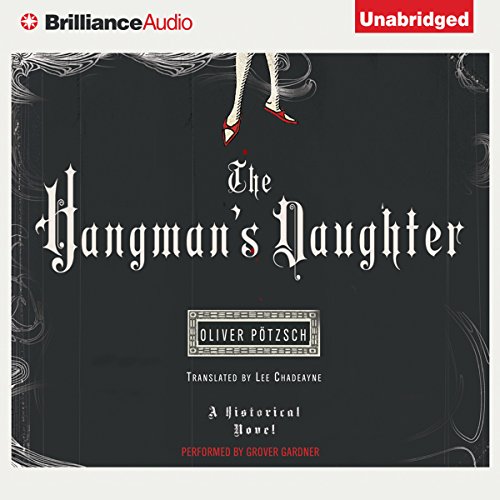 BrillianceAudio
Unabridged
The
Hangman's Daughter
OLIVER PÖTZSCH
TRANSLATED BY LEE CHADEAYNE
A Historical
Novel
PERFORMED BY GROVER GARDNER